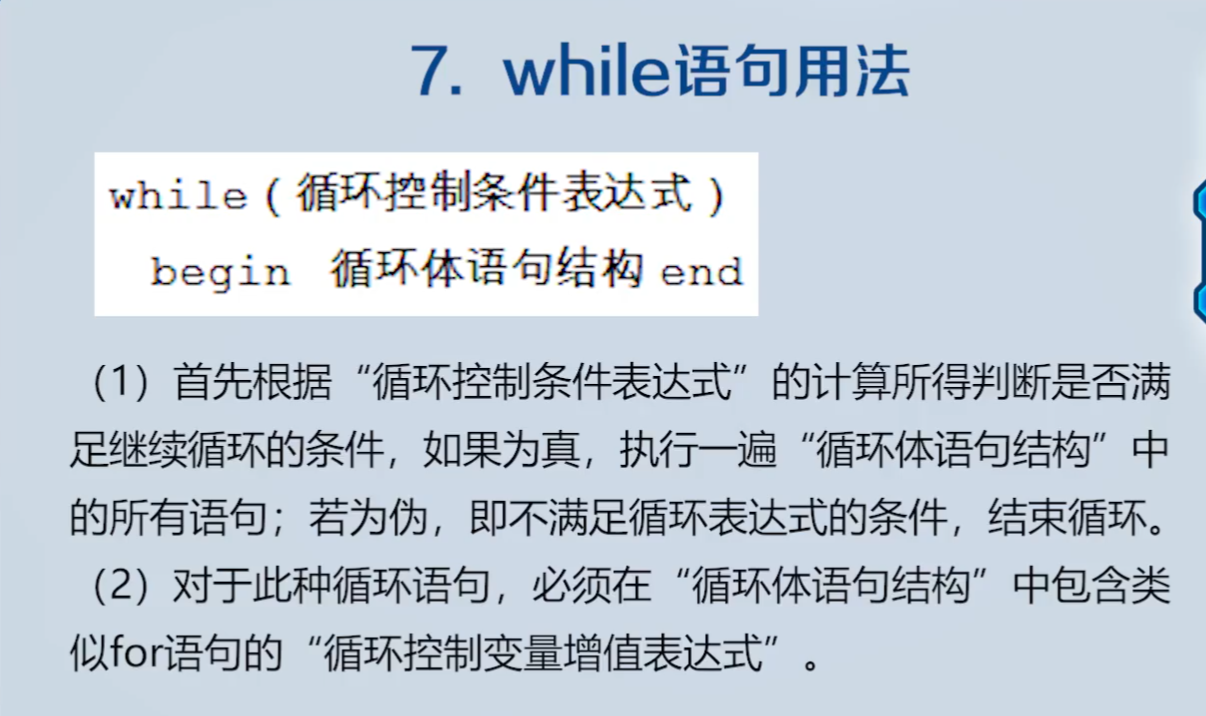 7. while语句用法
while(循环控制条件表达式)
begin 循环体语句结构 end
（1）首先根据“循环控制条件表达式”的计算所得判断是否满
足继续循环的条件，如果为真，执行一遍“循环体语句结构”中
的所有语句；若为伪，即不满足循环表达式的条件，结束循环。
（2）对于此种循环语句，必须在“循环体语句结构”中包含类
似for语句的“循环控制变量增值表达式”。